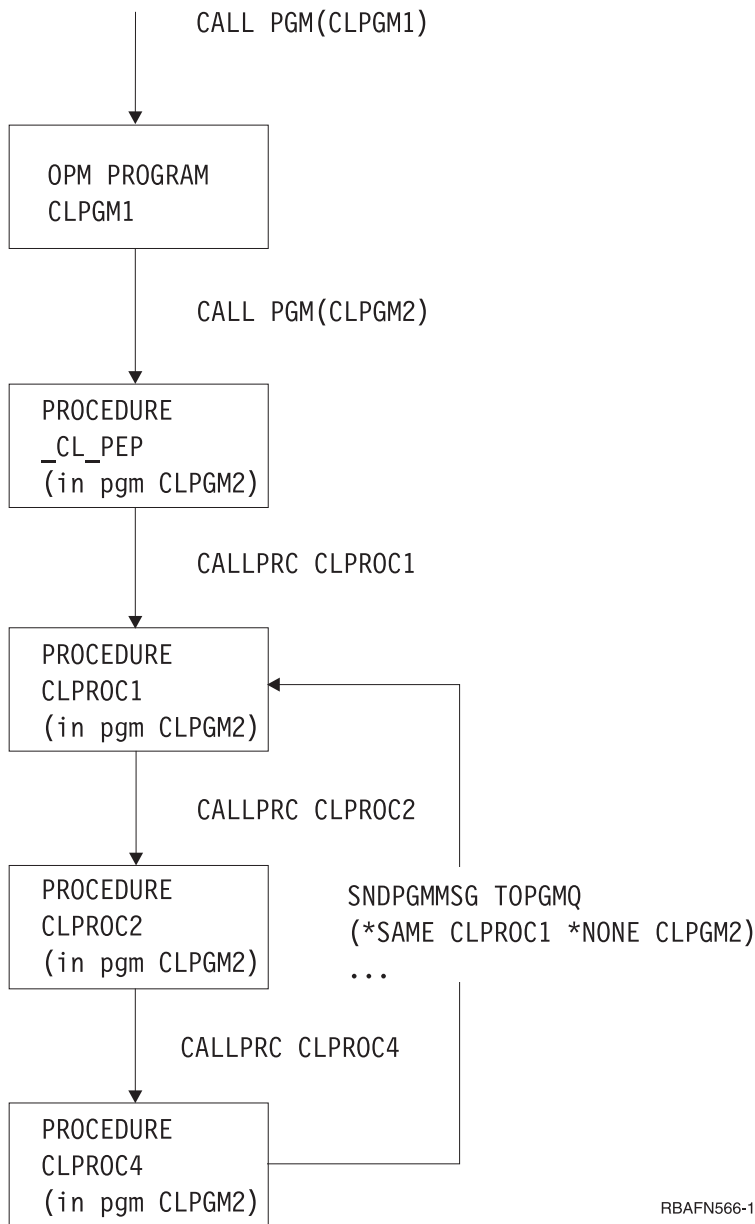 CALL PGM(CLPGM1)
OPM PROGRAM
CLPGM1
CALL PGM(CLPGM2)
PROCEDURE
_CL_PEP
(in pgm CLPGM2)
CALLPRC CLPROC1
PROCEDURE
CLPROC1
(in pgm CLPGM2)
CALLPRC CLPROC2
PROCEDURE
CLPROC2
(in pgm CLPGM2)
SNDPGMMSG TOPGMQ
(*SAME CLPROC1 *NONE CLPGM2)
...
CALLPRC CLPROC4
PROCEDURE
CLPROC4
(in pgm CLPGM2)
RBAFN566-1